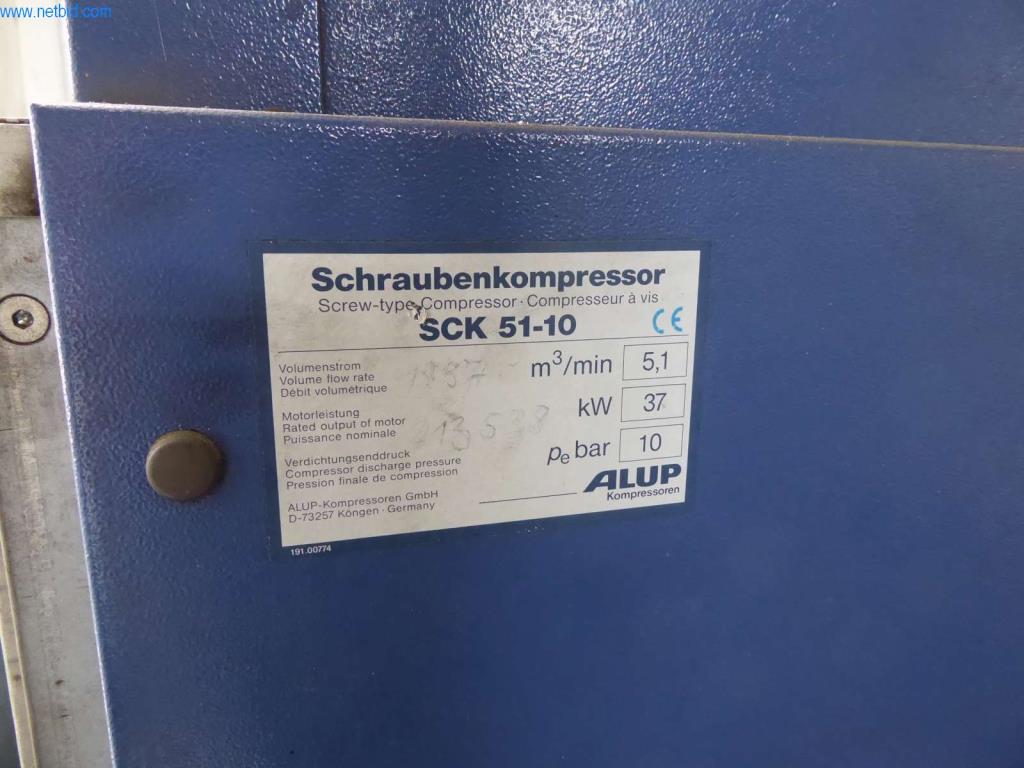 www.netbid.com
Schraubenkompressor
Screw-type Compressor · Compresseur à vis
SCK 51-10 CE
Volumenstrom
Volume flow rate
Débit volumétrique
1997
m³/min 5,1
Motorleistung
Rated output of motor
Puissance nominale
kW 37
Verdichtungsenddruck
Compressor discharge pressure
Pression finale de compression
pe bar 10
ALUP
Kompressoren
ALUP-Kompressoren GmbH
D-73257 Köngen · Germany
191.00774